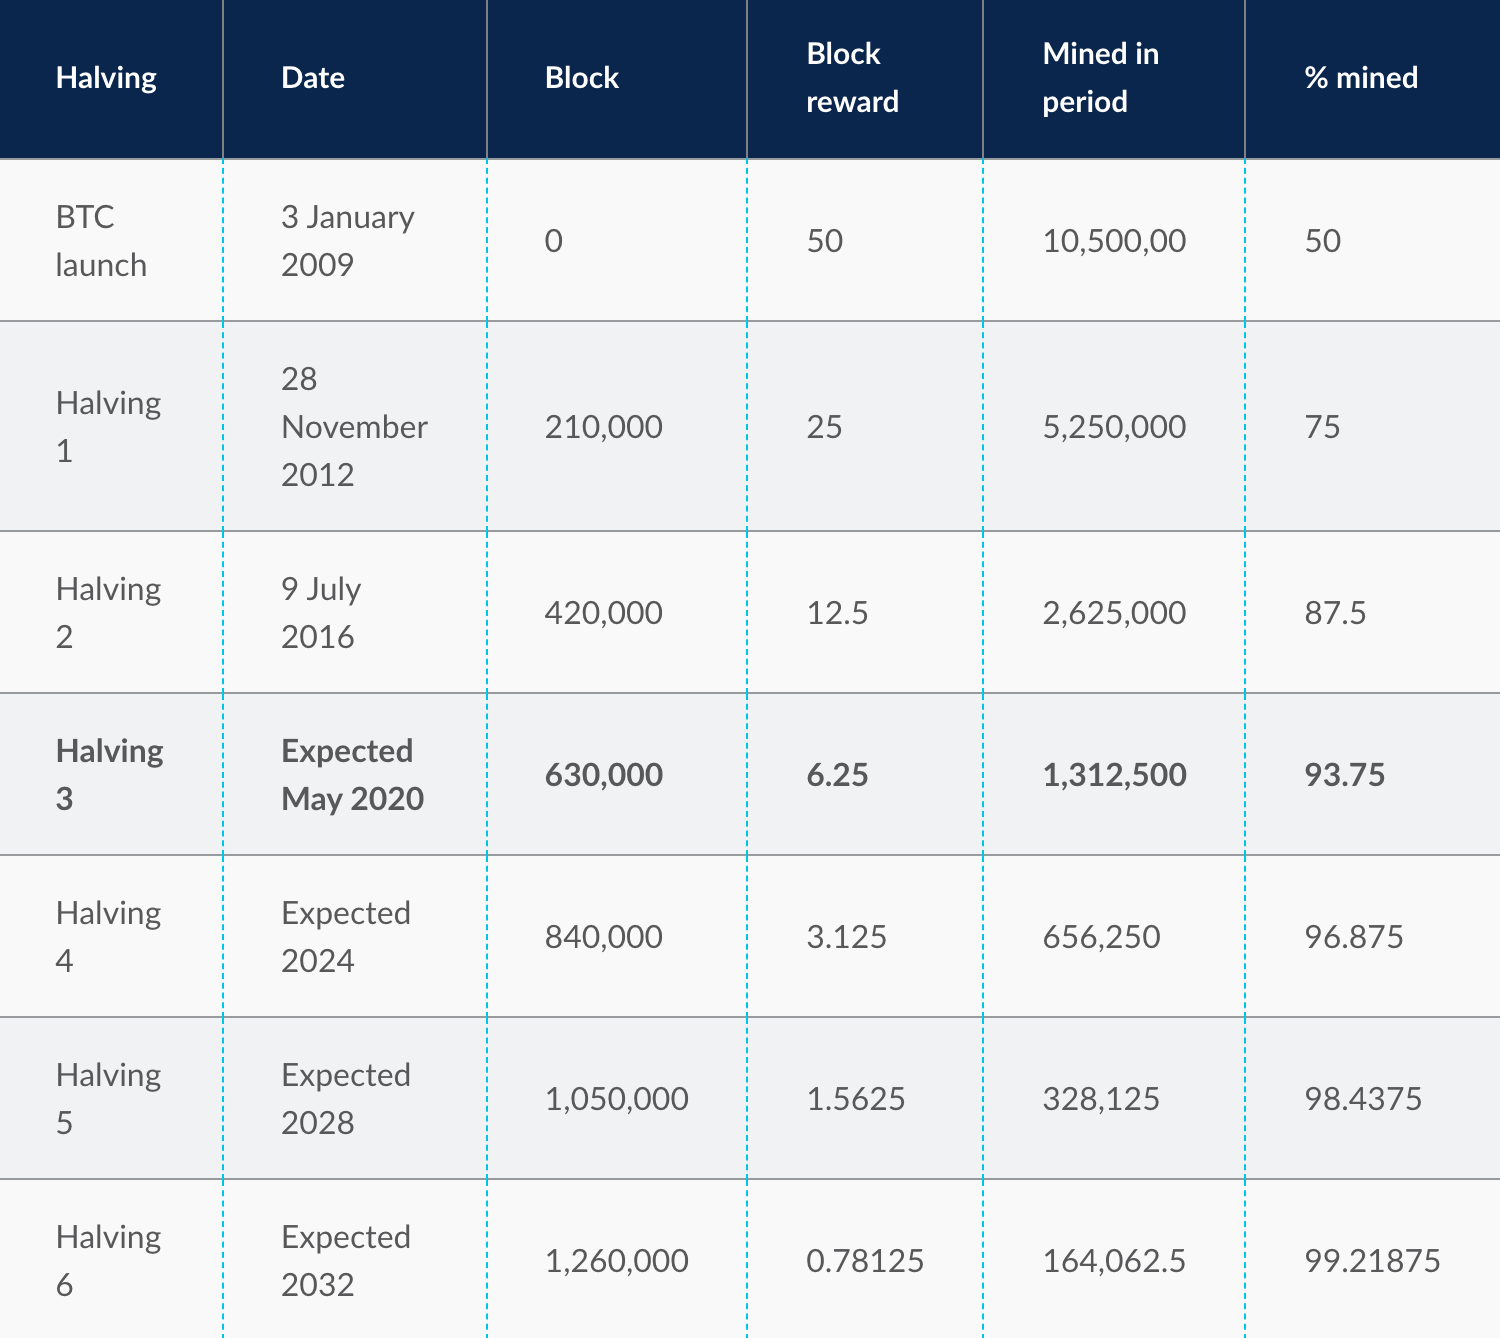 Halving Date Block Block reward Mined in period % mined
BTC launch 3 January 2009 0 50 10,500,00 50
Halving 1 28 November 2012 210,000 25 5,250,000 75
Halving 2 9 July 2016 420,000 12.5 2,625,000 87.5
Halving 3 Expected May 2020 630,000 6.25 1,312,500 93.75
Halving 4 Expected 2024 840,000 3.125 656,250 96.875
Halving 5 Expected 2028 1,050,000 1.5625 328,125 98.4375
Halving 6 Expected 2032 1,260,000 0.78125 164,062.5 99.21875